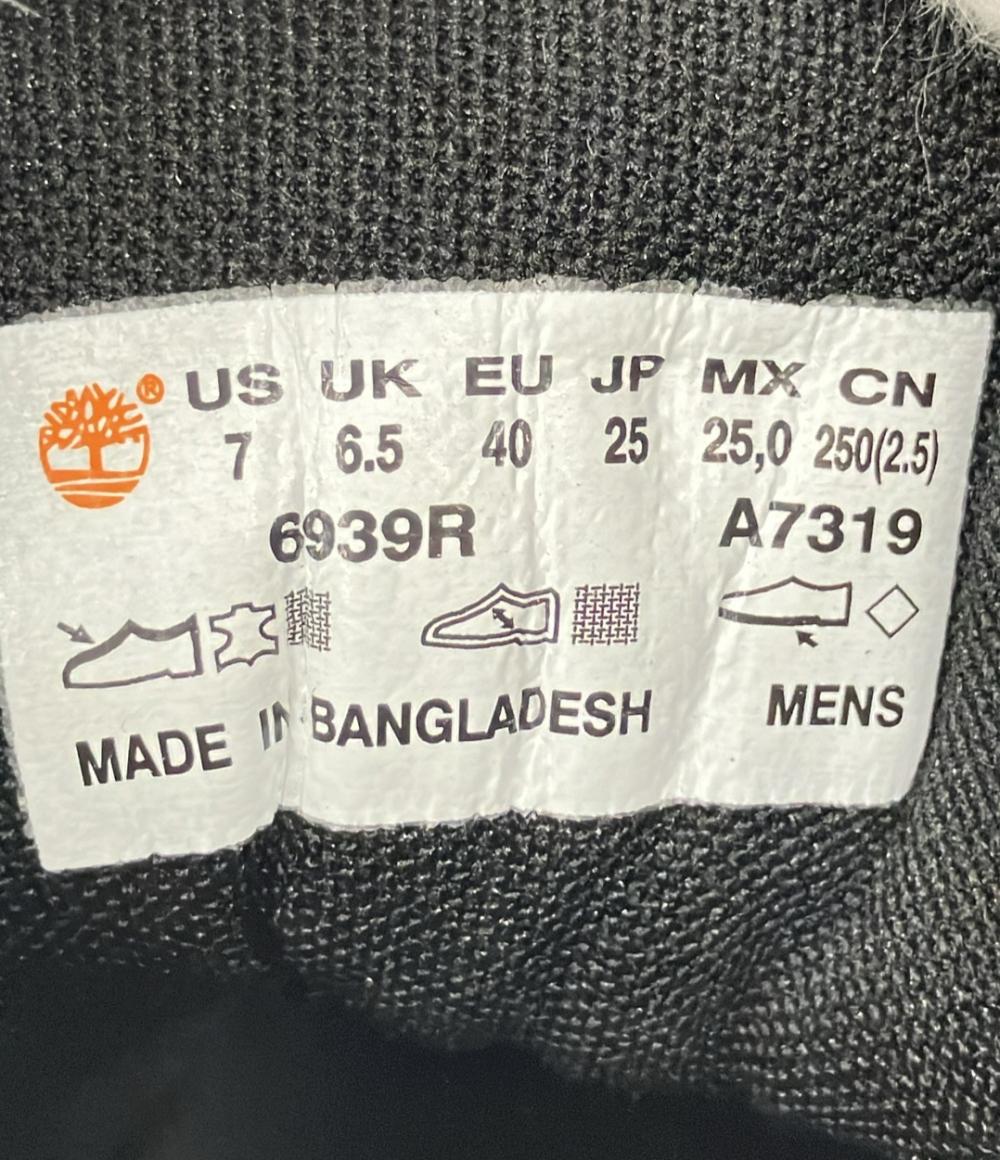 ® US UK EU JP MX CN
7 6.5 40 25 25,0 250(2.5)
6939R A7319
MADE IN BANGLADESH MENS